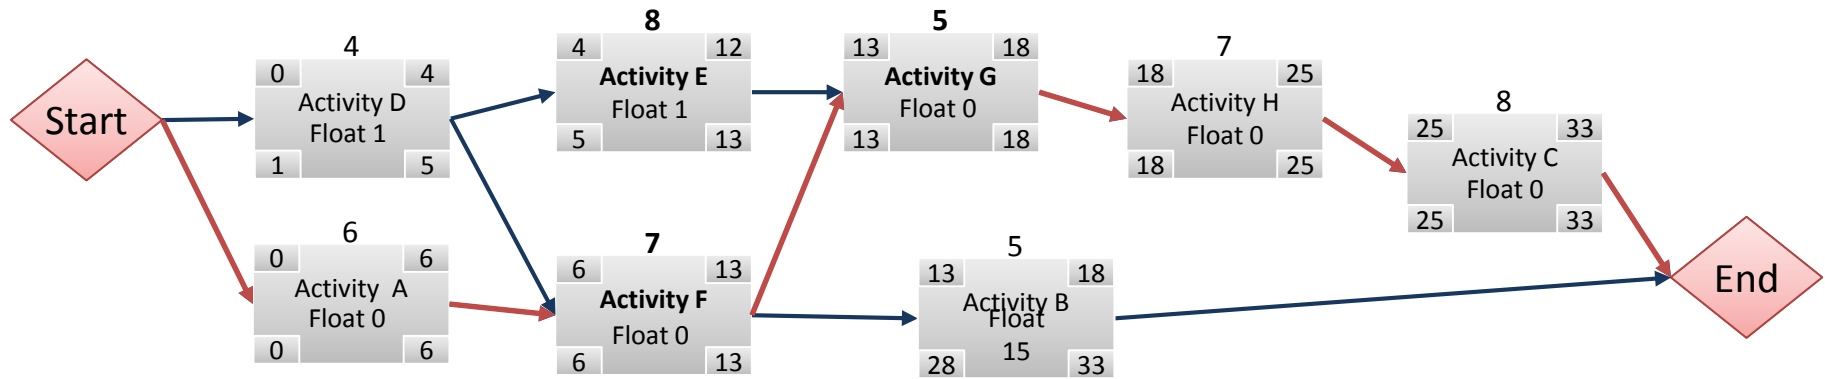 Start
4
0 4
Activity D
Float 1
1 5
6
0 6
Activity A
Float 0
0 6
8
4 12
Activity E
Float 1
5 13
7
6 13
Activity F
Float 0
6 13
5
13 18
Activity G
Float 0
13 18
5
13 18
Activity B
Float
15
28 33
7
18 25
Activity H
Float 0
18 25
8
25 33
Activity C
Float 0
25 33
End